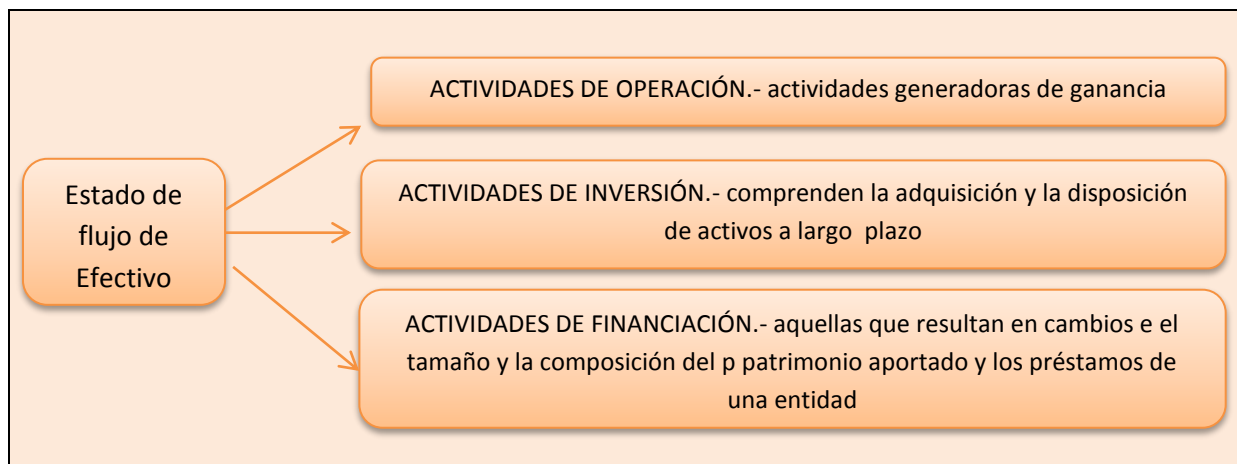 ACTIVIDADES DE OPERACIÓN.- actividades generadoras de ganancia
Estado de
flujo de
Efectivo
ACTIVIDADES DE INVERSIÓN.- comprenden la adquisición y la disposición
de activos a largo plazo
ACTIVIDADES DE FINANCIACIÓN.- aquellas que resultan en cambios e el
tamaño y la composición del p patrimonio aportado y los préstamos de
una entidad